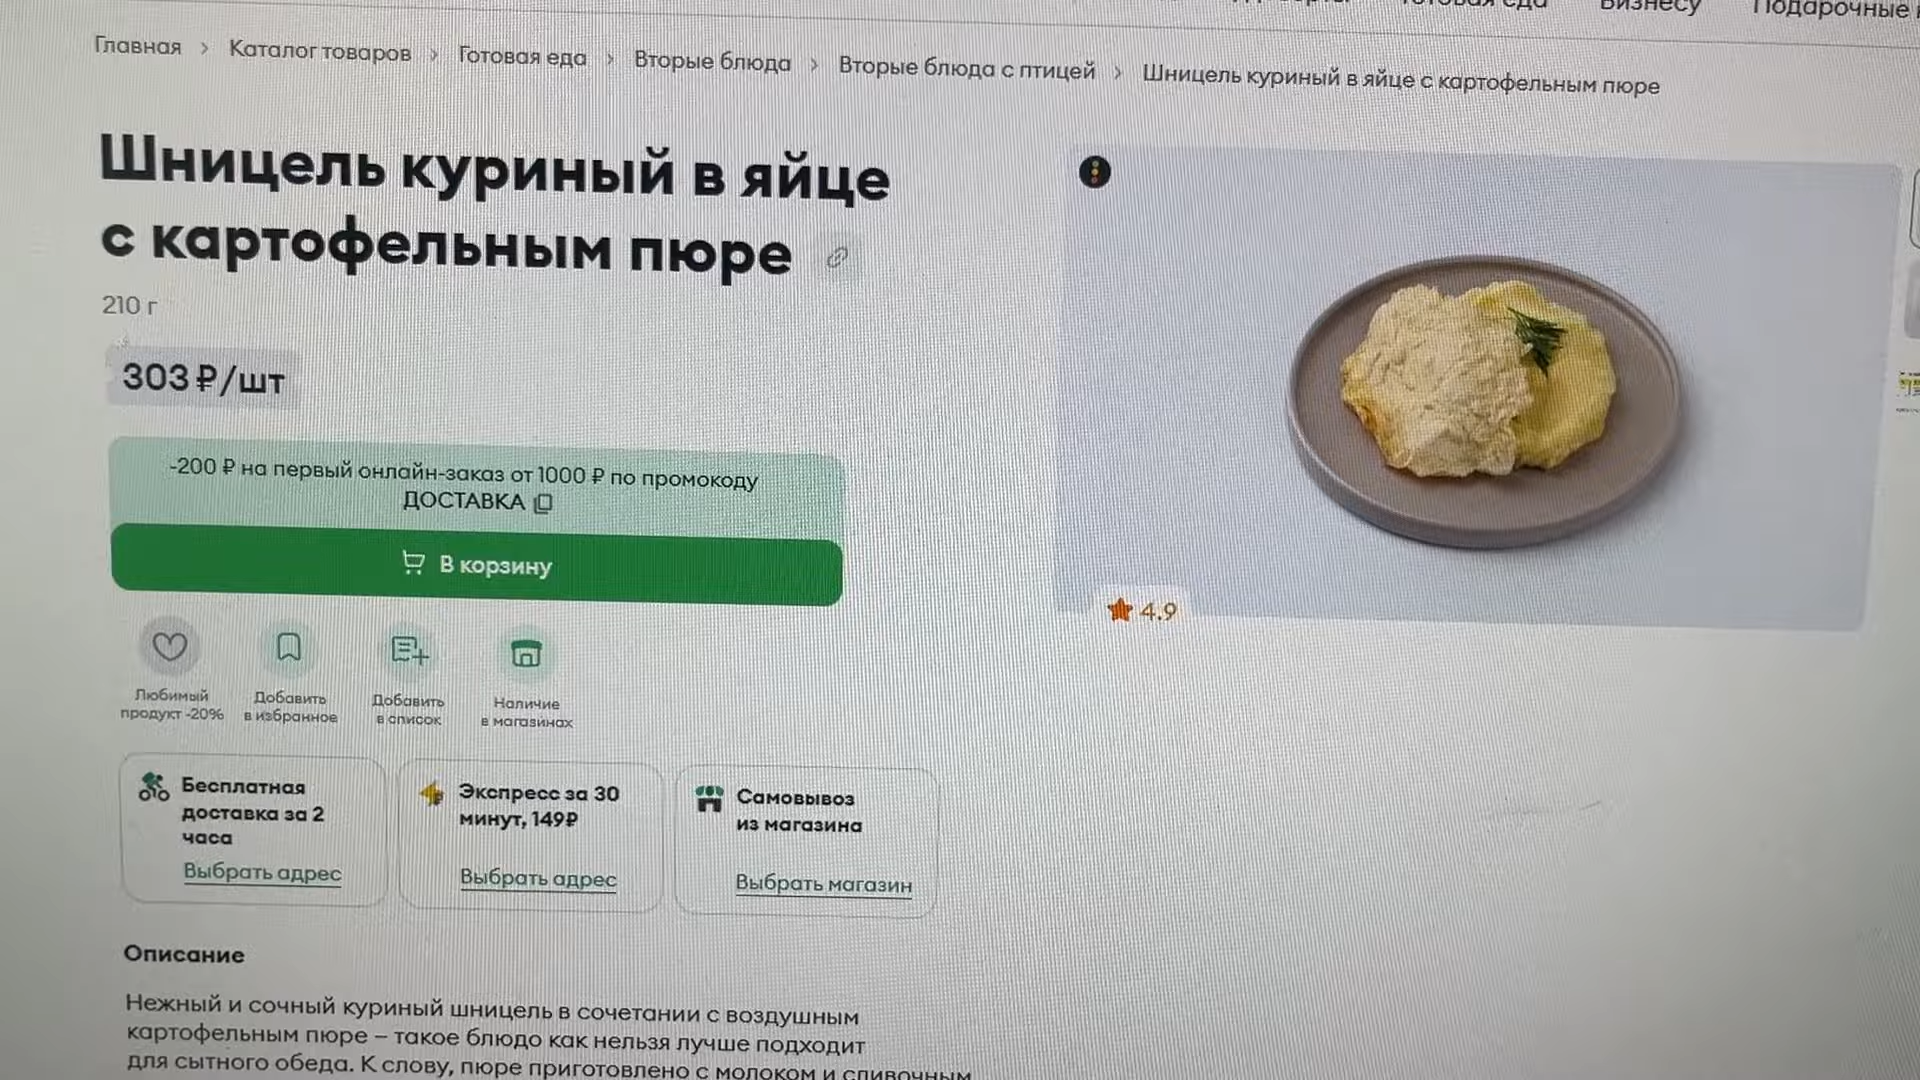 Бизнесу
Подарочные
Главная > Каталог товаров > Готовая еда > Вторые блюда > Вторые блюда с птицей > Шницель куриный в яйце с картофельным пюре
Шницель куриный в яйце
с картофельным пюре
210 г
303 ₽/шт
-200 ₽ на первый онлайн-заказ от 1000 ₽ по промокоду
ДОСТАВКА
В корзину
4.9
Любимый
продукт -20%
Добавить
в избранное
Добавить
в список
Наличие
в магазинах
Бесплатная
доставка за 2
часа
Выбрать адрес
Экспресс за 30
минут, 149₽
Выбрать адрес
Самовывоз
из магазина
Выбрать магазин
Описание
Нежный и сочный куриный шницель в сочетании с воздушным
картофельным пюре – такое блюдо как нельзя лучше подходит
для сытного обеда. К слову, пюре приготовлено с молоком и сливочным